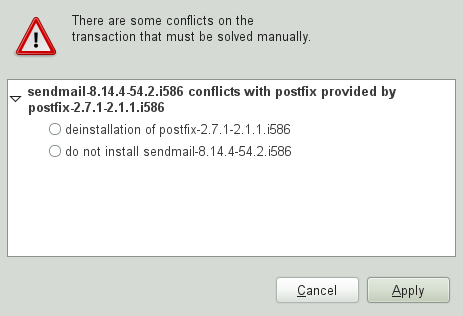 There are some conflicts on the
transaction that must be solved manually.
sendmail-8.14.4-54.2.i586 conflicts with postfix provided by
postfix-2.7.1-2.1.1.i586
deinstallation of postfix-2.7.1-2.1.1.i586
do not install sendmail-8.14.4-54.2.i586
Cancel
Apply